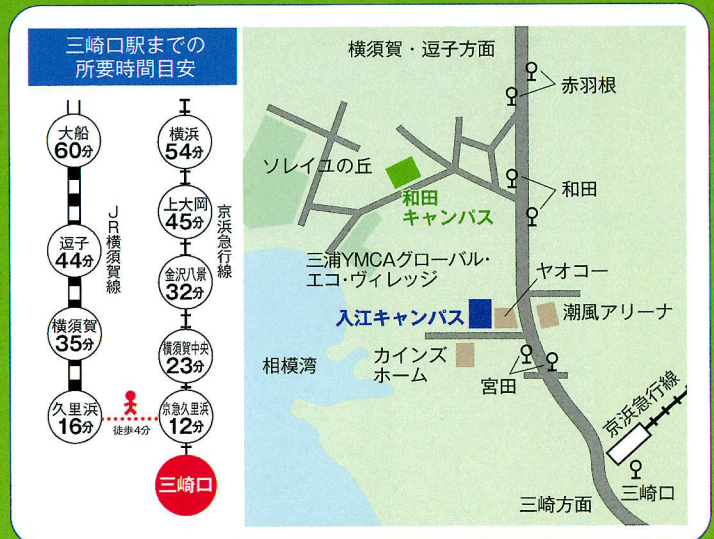 三崎口駅までの
所要時間目安
大船
60分
逗子
44分
横須賀
35分
久里浜
16分
JR横須賀線
徒歩4分
横浜
54分
上大岡
45分
金沢八景
32分
横須賀中央
23分
京急久里浜
12分
三崎口
京浜急行線
横須賀・逗子方面
赤羽根
ソレイユの丘
和田
キャンパス
和田
三浦YMCAグローバル・
エコ・ヴィレッジ
ヤオコー
入江キャンパス
潮風アリーナ
相模湾
カインズ
ホーム
宮田
京浜急行線
三崎口
三崎方面